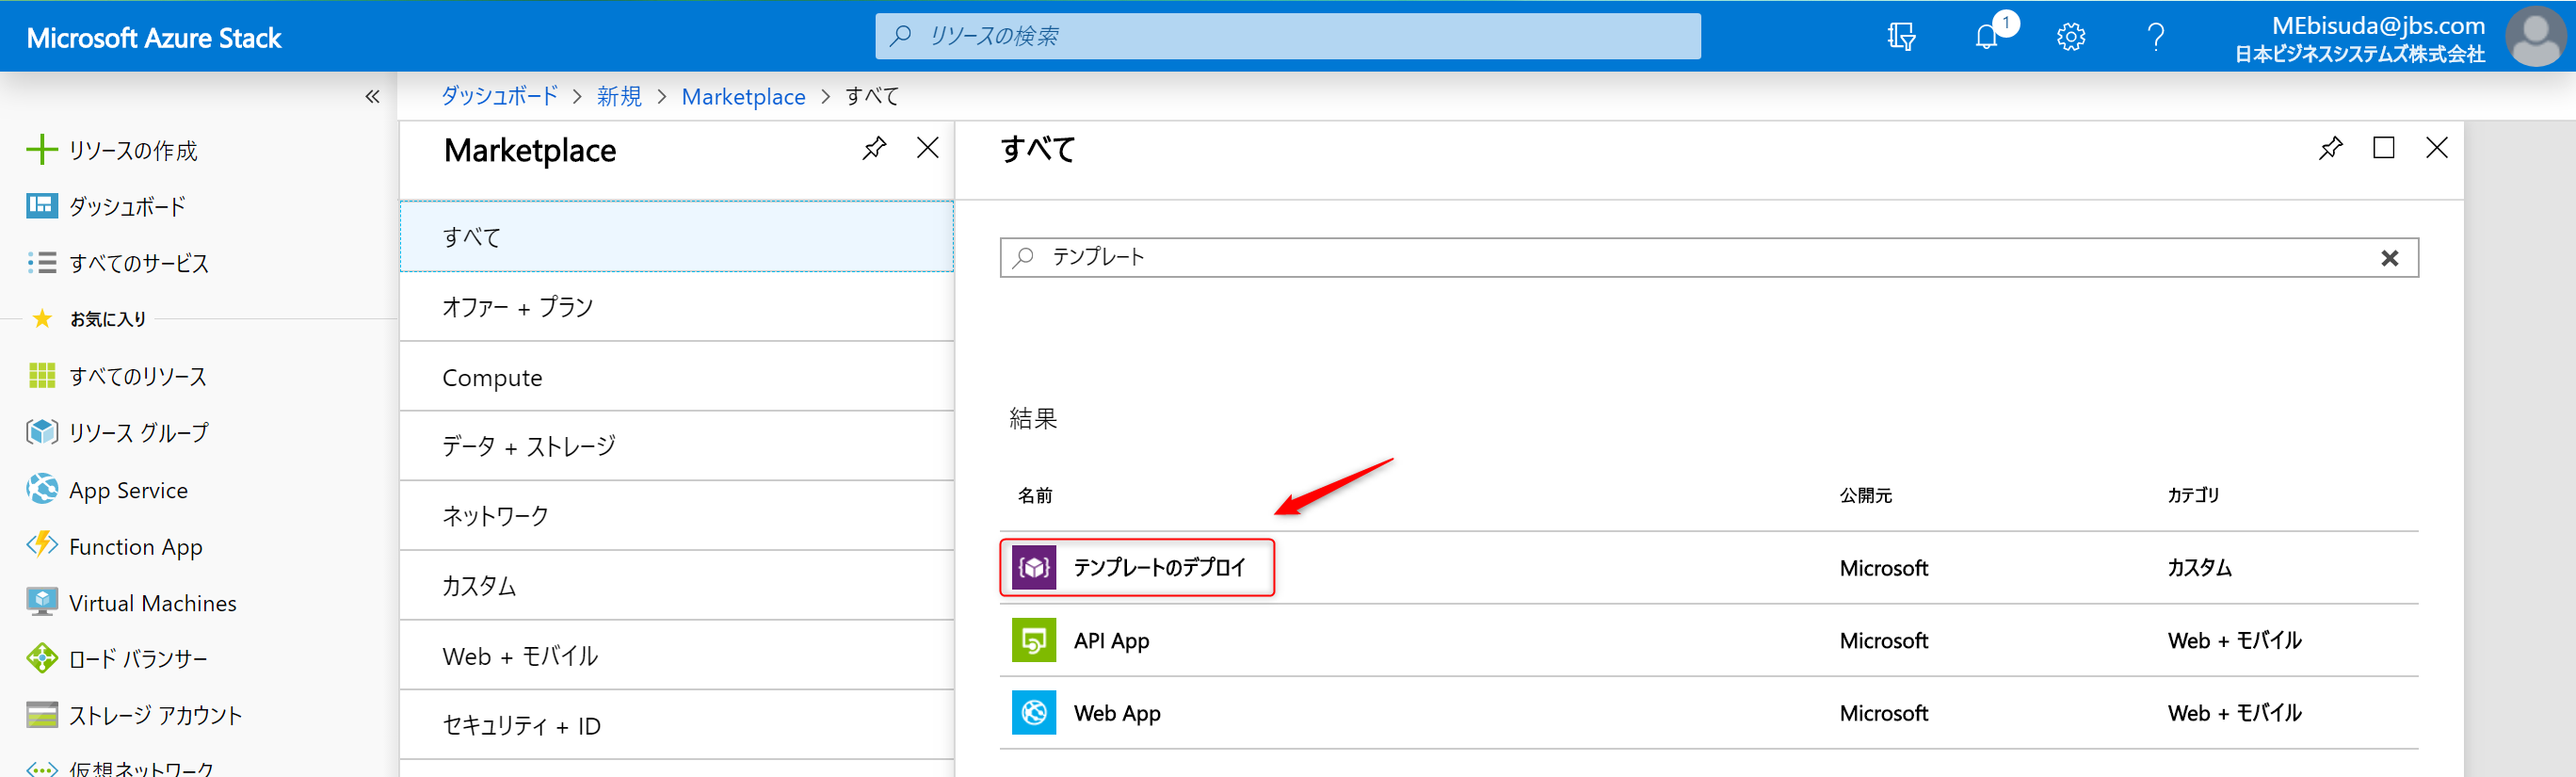 Microsoft Azure Stack
リソースの検索
1
MEbisuda@jbs.com
日本ビジネスシステムズ株式会社
«
ダッシュボード > 新規 > Marketplace > すべて
リソースの作成
ダッシュボード
すべてのサービス
お気に入り
すべてのリソース
リソース グループ
App Service
Function App
Virtual Machines
ロード バランサー
ストレージ アカウント
仮想ネットワーク
Marketplace
すべて
オファー + プラン
Compute
データ + ストレージ
ネットワーク
カスタム
Web + モバイル
セキュリティ + ID
すべて
テンプレート
結果
名前 公開元 カテゴリ
テンプレートのデプロイ Microsoft カスタム
API App Microsoft Web + モバイル
Web App Microsoft Web + モバイル